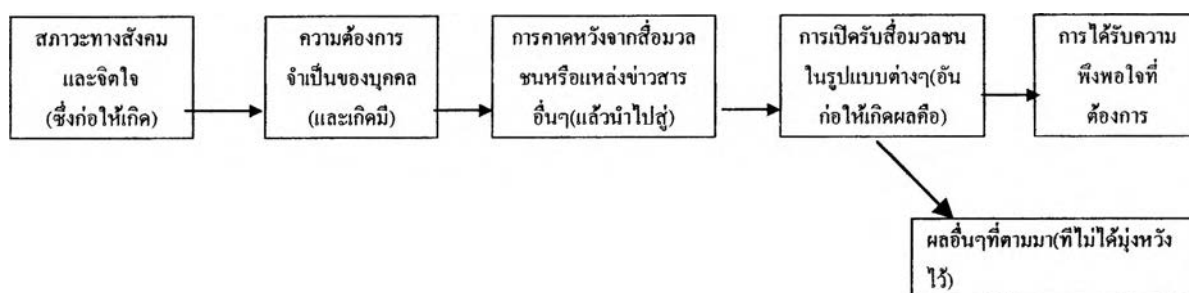 สภาวะทางสังคม
และจิตใจ
(ซึ่งก่อให้เกิด)
ความต้องการ
จำเป็นของบุคคล
(และเกิดมี)
การคาดหวังจากสื่อมวล
ชนหรือแหล่งข่าวสาร
อื่นๆ(แล้วนำไปสู่)
การเปิดรับสื่อมวลชน
ในรูปแบบต่างๆ(อัน
ก่อให้เกิดผลคือ)
การได้รับความ
พึงพอใจที่
ต้องการ
ผลอื่นๆที่ตามมา(ทีไม่ได้มุ่งหวัง
ไว้)